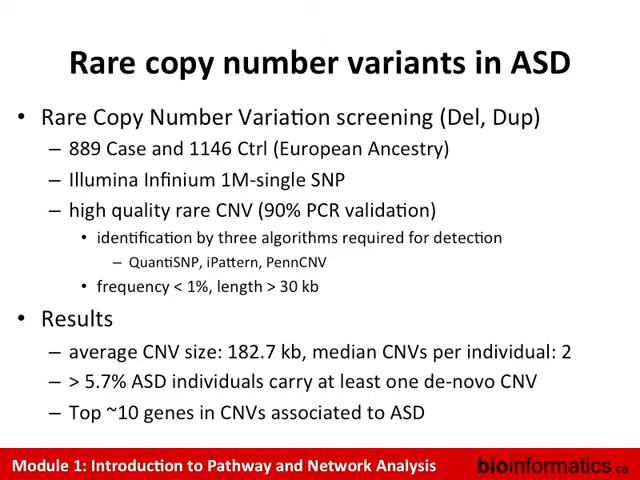 Rare copy number variants in ASD
• Rare Copy Number Variation screening (Del, Dup)
– 889 Case and 1146 Ctrl (European Ancestry)
– Illumina Infinium 1M-single SNP
– high quality rare CNV (90% PCR validation)
• identification by three algorithms required for detection
– QuantiSNP, iPattern, PennCNV
• frequency < 1%, length > 30 kb
• Results
– average CNV size: 182.7 kb, median CNVs per individual: 2
– > 5.7% ASD individuals carry at least one de-novo CNV
– Top ~10 genes in CNVs associated to ASD
Module 1: Introduction to Pathway and Network Analysis bioinformatics.ca